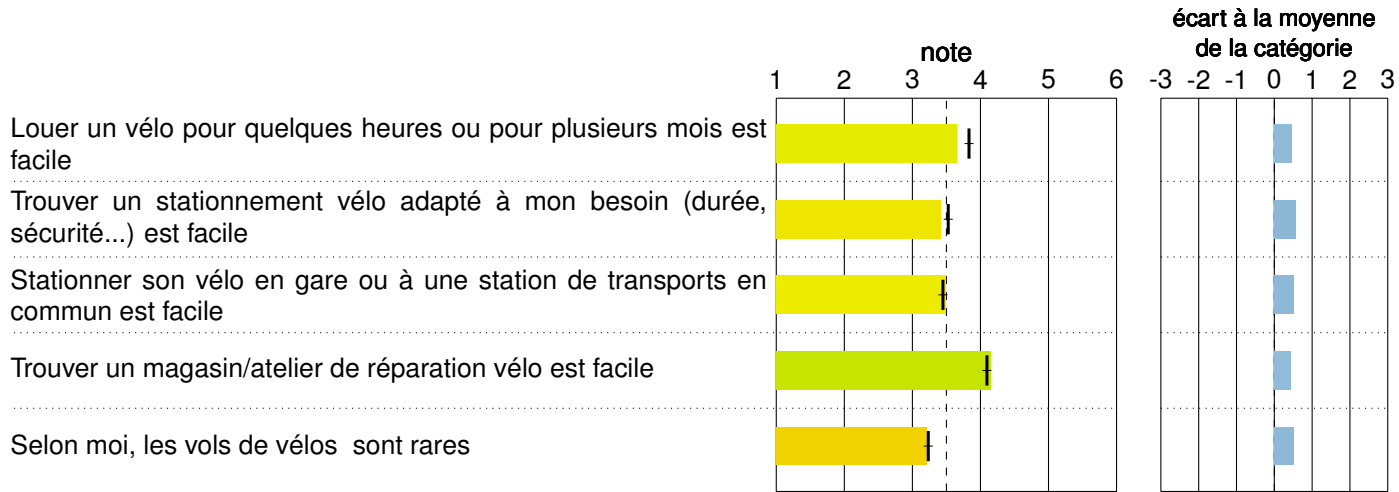 écart à la moyenne
note de la catégorie
1 2 3 4 5 6 -3 -2 -1 0 1 2 3
Louer un vélo pour quelques heures ou pour plusieurs mois est
facile
Trouver un stationnement vélo adapté à mon besoin (durée,
sécurité...) est facile
Stationner son vélo en gare ou à une station de transports en
commun est facile
Trouver un magasin/atelier de réparation vélo est facile
Selon moi, les vols de vélos sont rares